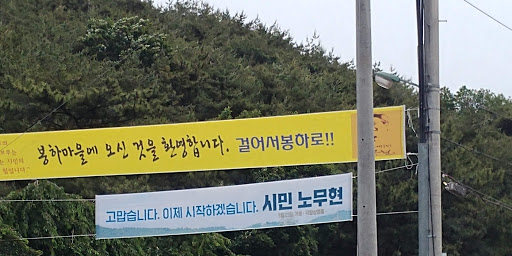 봉하마을에 오신 것을 환영합니다. 걸어서봉하로!!
고맙습니다. 이제 시작하겠습니다. 시민 노무현